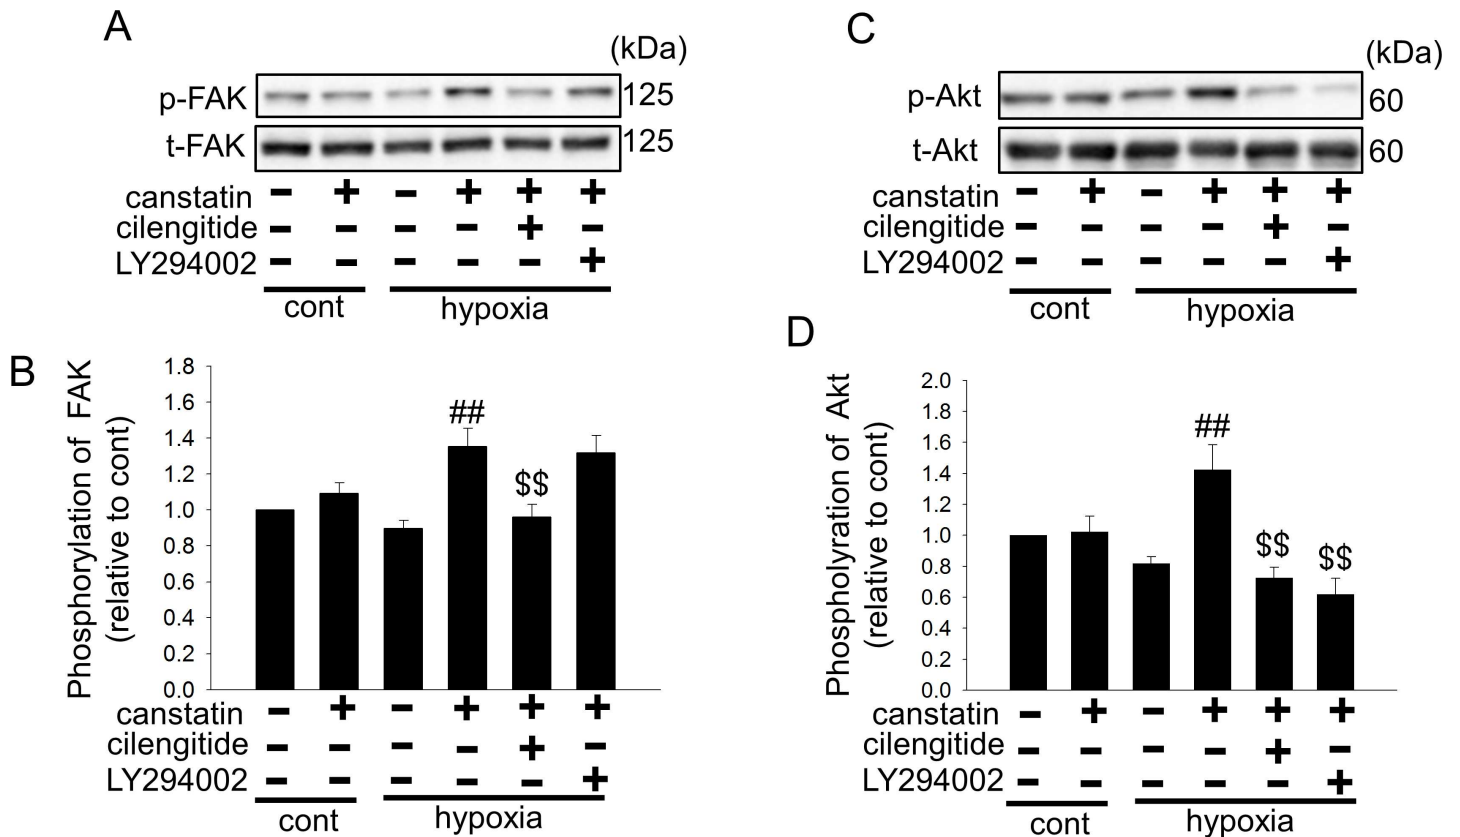 A
(kDa)
p-FAK 125
t-FAK 125
canstatin − + − + + +
cilengitide − − − − + −
LY294002 − − − − − +
cont hypoxia
B
Phosphorylation of FAK
(relative to cont)
1.8
1.6
1.4
1.2
1.0
0.8
0.6
0.4
0.2
0.0
##
$$
canstatin − + − + + +
cilengitide − − − − + −
LY294002 − − − − − +
cont hypoxia
C
(kDa)
p-Akt 60
t-Akt 60
canstatin − + − + + +
cilengitide − − − − + −
LY294002 − − − − − +
cont hypoxia
D
Phospholyration of Akt
(relative to cont)
2.0
1.8
1.6
1.4
1.2
1.0
0.8
0.6
0.4
0.2
0.0
##
$$
$$
canstatin − + − + + +
cilengitide − − − − + −
LY294002 − − − − − +
cont hypoxia